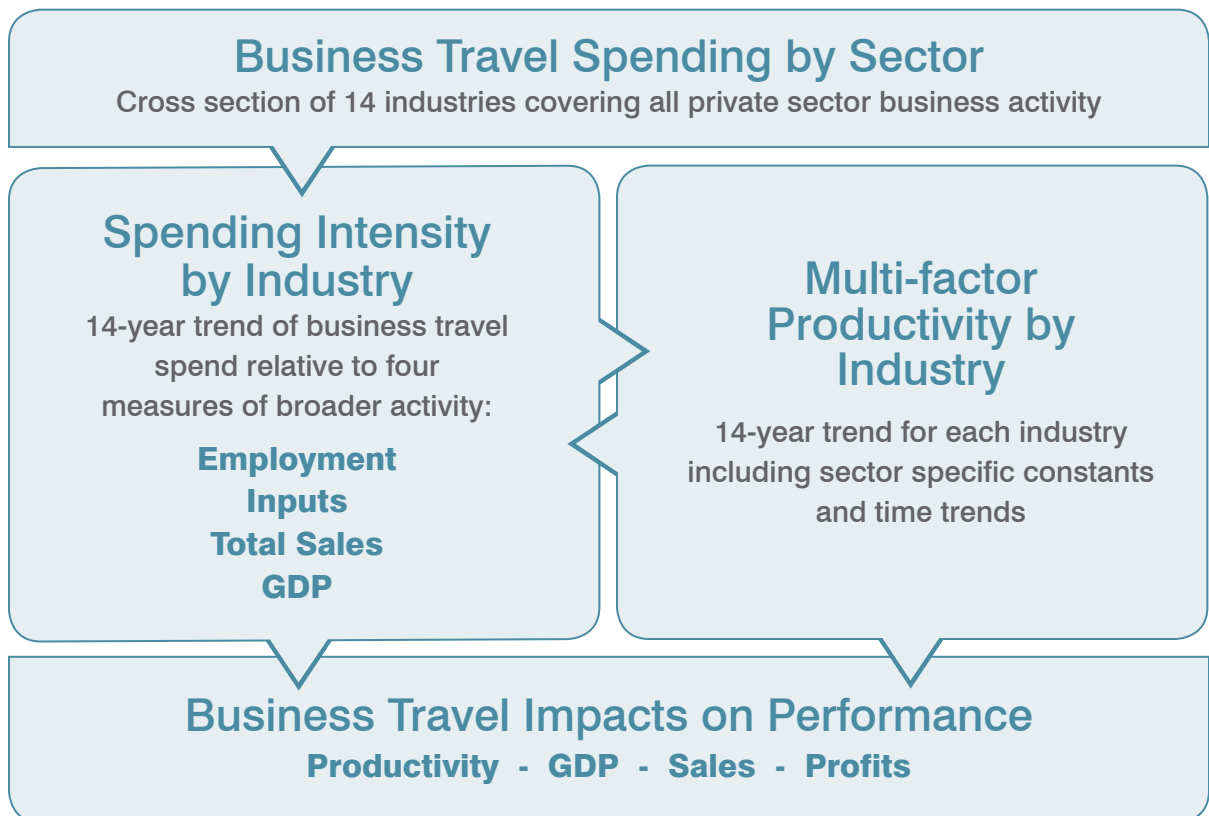 Business Travel Spending by Sector
Cross section of 14 industries covering all private sector business activity
Spending Intensity
by Industry
14-year trend of business travel
spend relative to four
measures of broader activity:
Employment
Inputs
Total Sales
GDP
Multi-factor
Productivity by
Industry
14-year trend for each industry
including sector specific constants
and time trends
Business Travel Impacts on Performance
Productivity - GDP - Sales - Profits